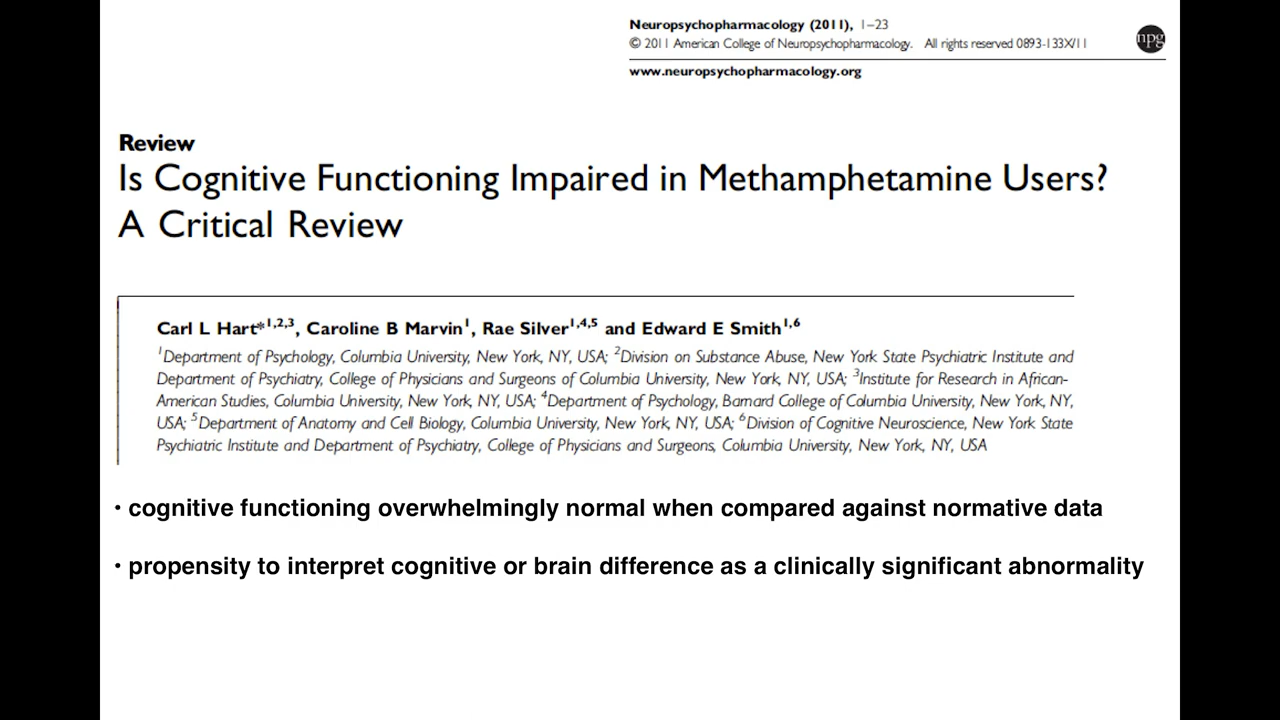 Neuropsychopharmacology (2011), 1–23
© 2011 American College of Neuropsychopharmacology. All rights reserved 0893-133X/11
npg
www.neuropsychopharmacology.org
Review
Is Cognitive Functioning Impaired in Methamphetamine Users?
A Critical Review
Carl L Hart*1,2,3, Caroline B Marvin1, Rae Silver1,4,5 and Edward E Smith1,6
1Department of Psychology, Columbia University, New York, NY, USA; 2Division on Substance Abuse, New York State Psychiatric Institute and
Department of Psychiatry, College of Physicians and Surgeons of Columbia University, New York, NY, USA; 3Institute for Research in African-
American Studies, Columbia University, New York, NY, USA; 4Department of Psychology, Barnard College of Columbia University, New York, NY,
USA; 5Department of Anatomy and Cell Biology, Columbia University, New York, NY, USA; 6Division of Cognitive Neuroscience, New York State
Psychiatric Institute and Department of Psychiatry, College of Physicians and Surgeons, Columbia University, New York, NY, USA
• cognitive functioning overwhelmingly normal when compared against normative data
• propensity to interpret cognitive or brain difference as a clinically significant abnormality